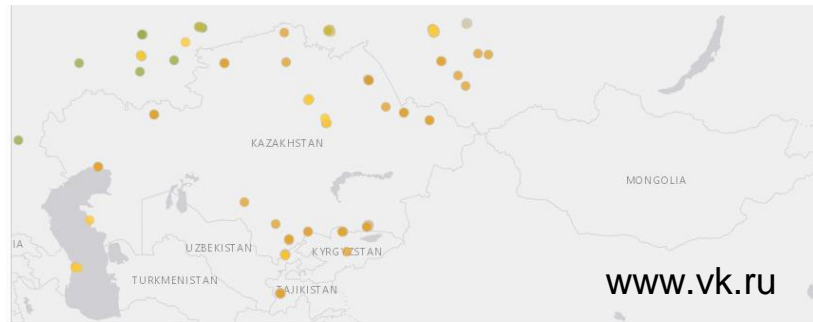 KAZAKHSTAN
MONGOLIA
IA
UZBEKISTAN
KYRGYZSTAN
TURKMENISTAN
TAJIKISTAN
www.vk.ru